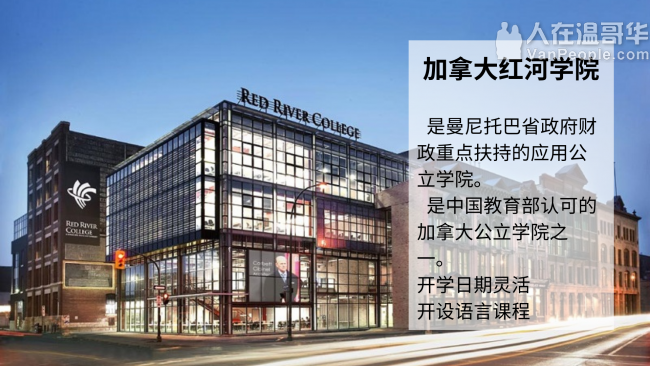 人在温哥华
VanPeople.com
RED RIVER COLLEGE
RED RIVER
COLLEGE
加拿大红河学院
是曼尼托巴省政府财
政重点扶持的应用公
立学院。
是中国教育部认可的
加拿大公立学院之
一。
开学日期灵活
开设语言课程